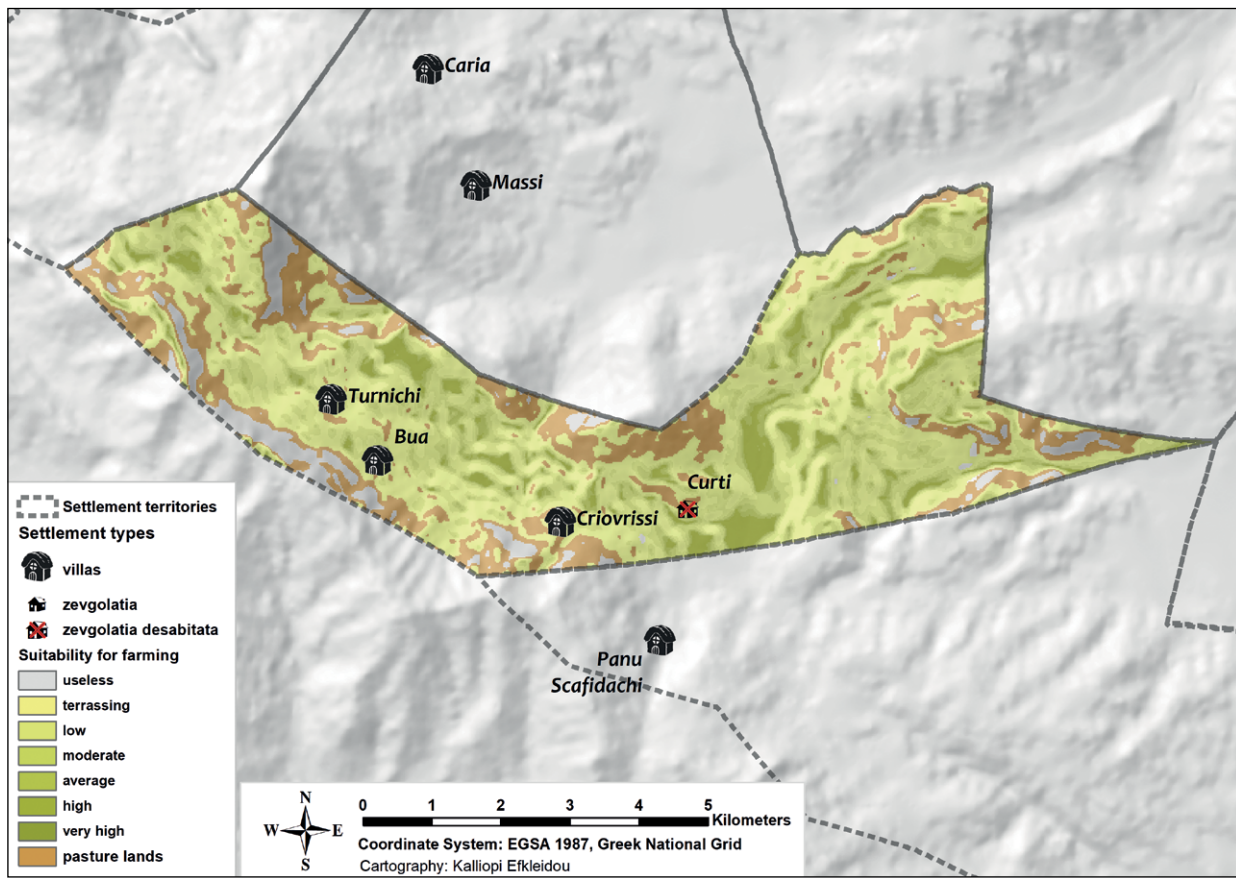 Caria
Massi
Turnichi
Bua
Curti
Criovrissi
Panu
Scafidachi
Settlement territories
Settlement types
villas
zevgolatia
zevgolatia desabitata
Suitability for farming
useless
terrassing
low
moderate
average
high
very high
pasture lands
N
W E
S
0 1 2 3 4 5
Kilometers
Coordinate System: EGSA 1987, Greek National Grid
Cartography: Kalliopi Efkleidou